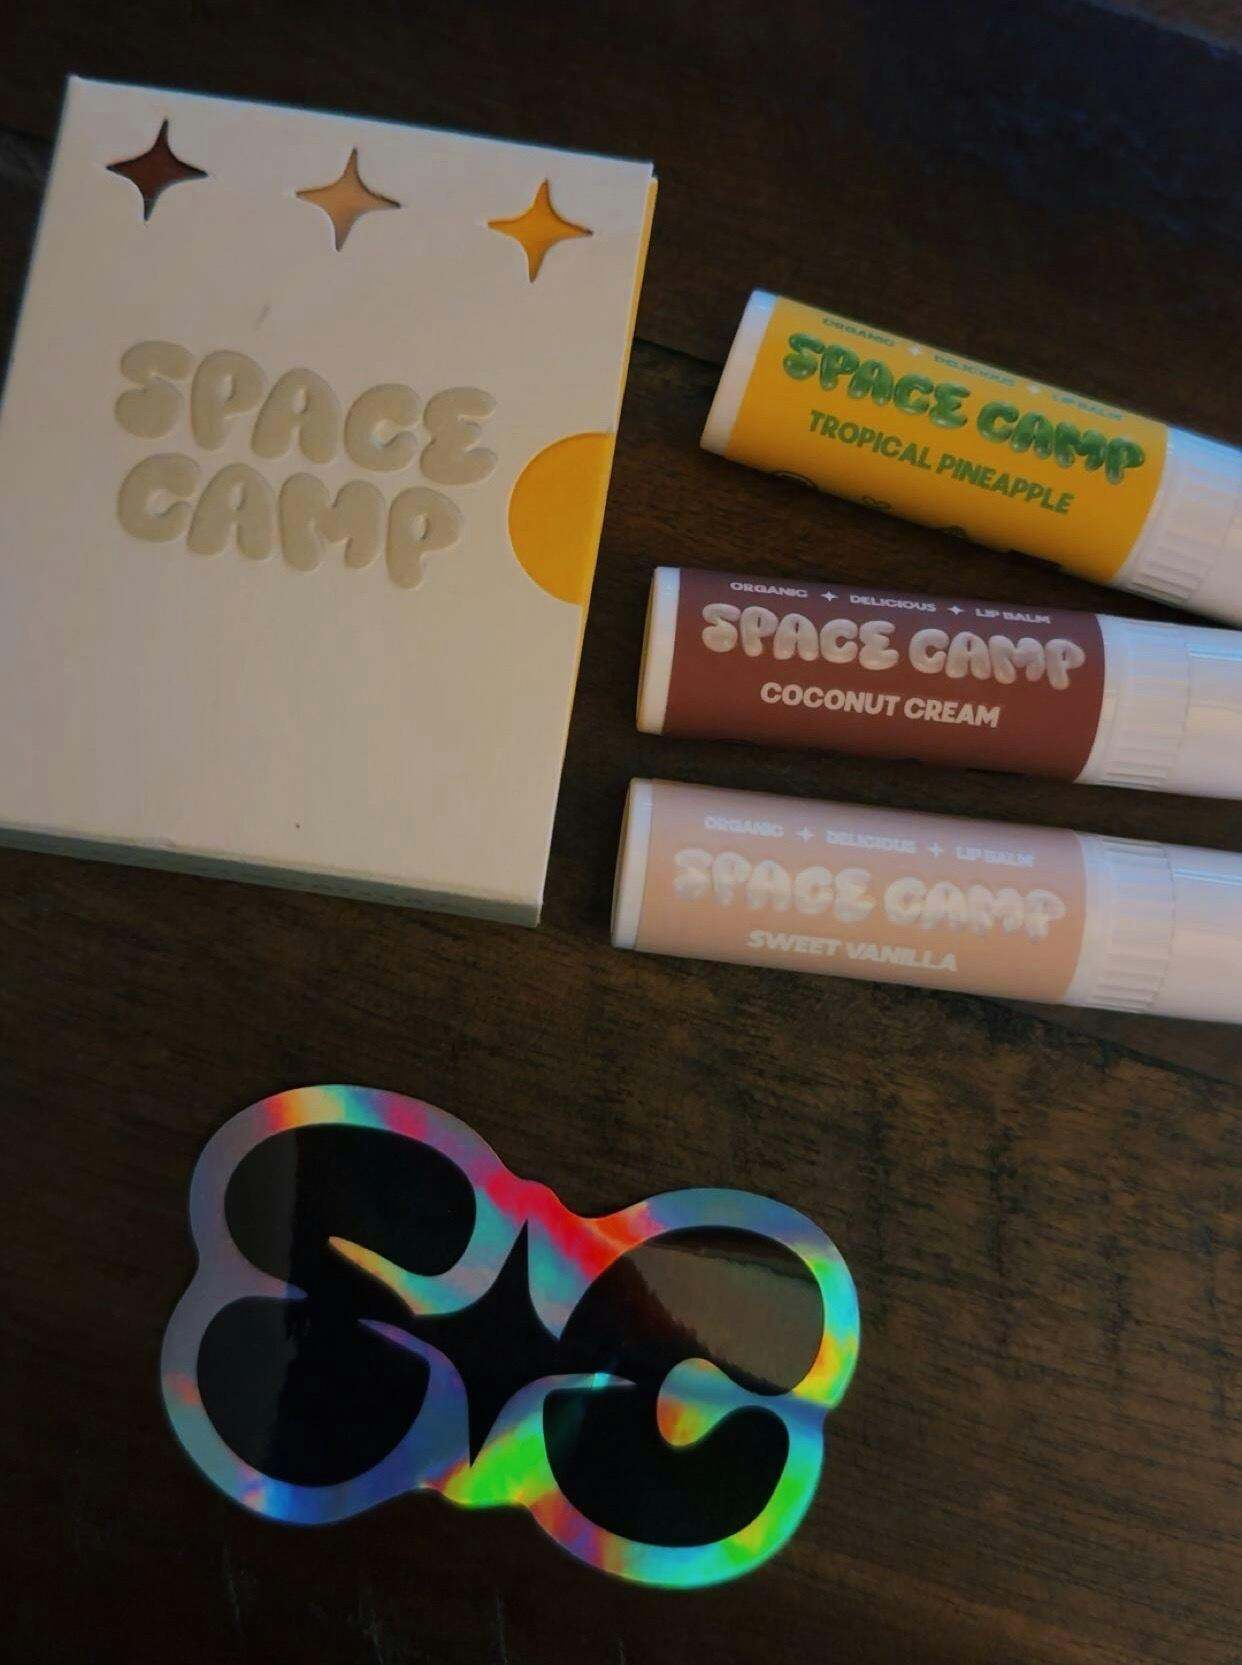 SPACE
CAMP
ORGANIC DELICIOUS LIP BALM
SPACE CAMP
TROPICAL PINEAPPLE
ORGANIC DELICIOUS LIP BALM
SPACE CAMP
COCONUT CREAM
ORGANIC DELICIOUS LIP BALM
SPACE CAMP
SWEET VANILLA